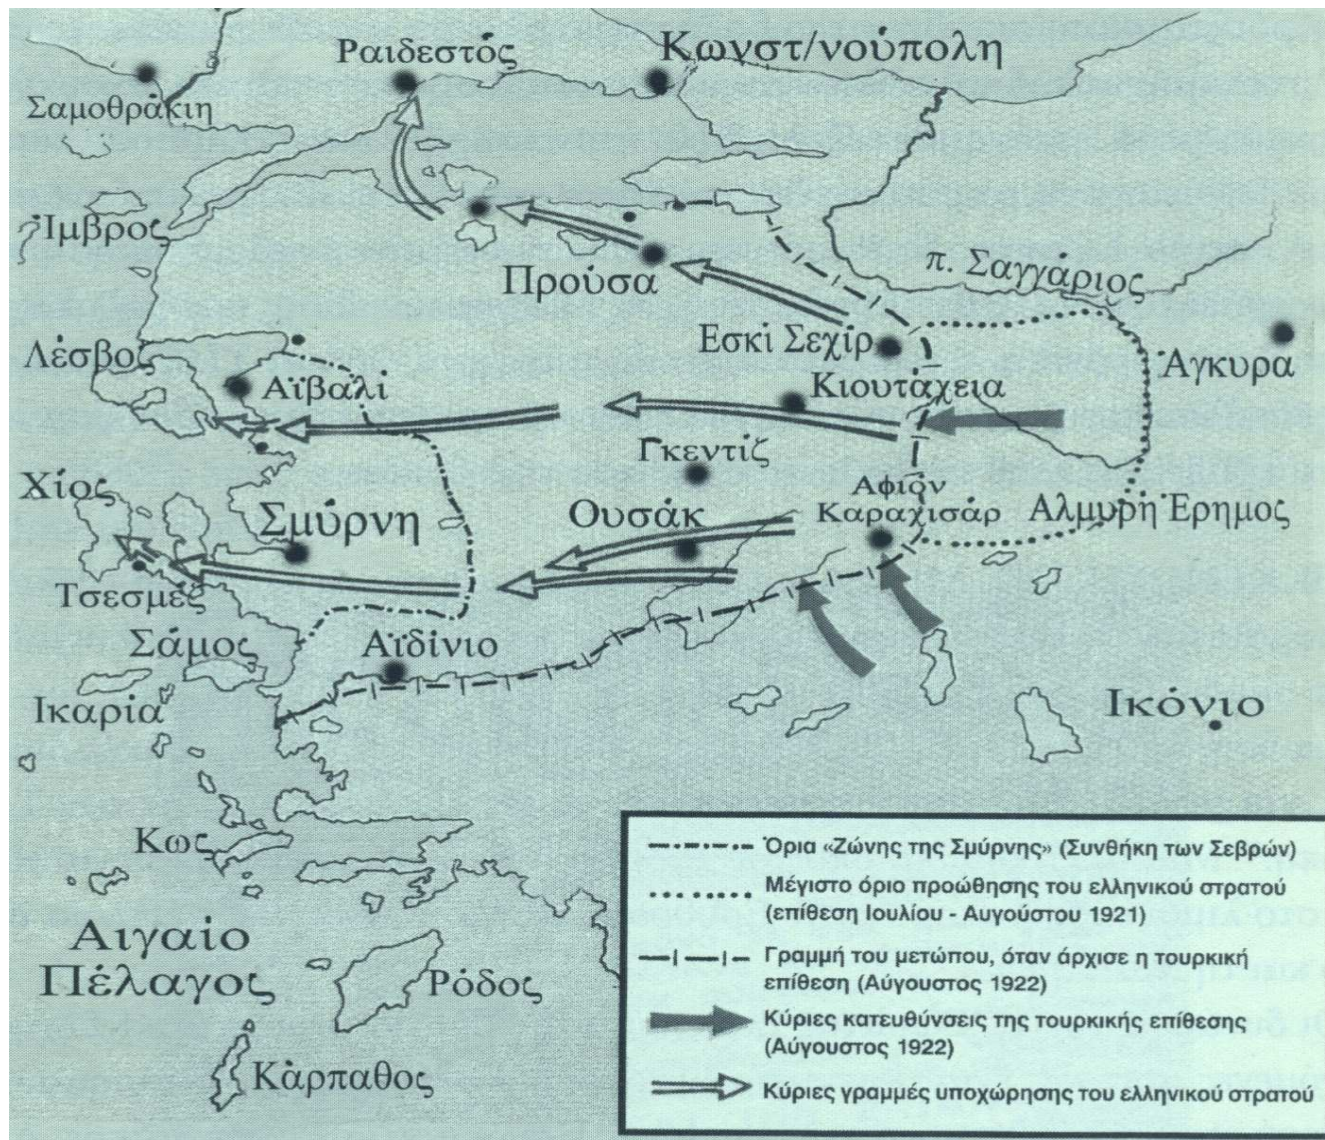 Ραιδεστός
Κωνστ/νούπολη
Σαμοθράκιη
Ίμβρος
Προύσα
π. Σαγγάριος
Λέσβος
Εσκί Σεχίρ
Άγκυρα
Αϊβαλί
Κιουτάχεια
Γκεντίζ
Χίος
Αφιόν
Καραχισάρ
Αλμυρή Έρημος
Σμύρνη
Ουσάκ
Τσεσμές
Σάμος
Αϊδίνιο
Ικαρία
Ικόνιο
Κως
Αιγαίο
Πέλαγος
Ρόδος
Κάρπαθος
Όρια «Ζώνης της Σμύρνης» (Συνθήκη των Σεβρών)
Μέγιστο όριο προώθησης του ελληνικού στρατού
(επίθεση Ιουλίου - Αυγούστου 1921)
Γραμμή του μετώπου, όταν άρχισε η τουρκική
επίθεση (Αύγουστος 1922)
Κύριες κατευθύνσεις της τουρκικής επίθεσης
(Αύγουστος 1922)
Κύριες γραμμές υποχώρησης του ελληνικού στρατού